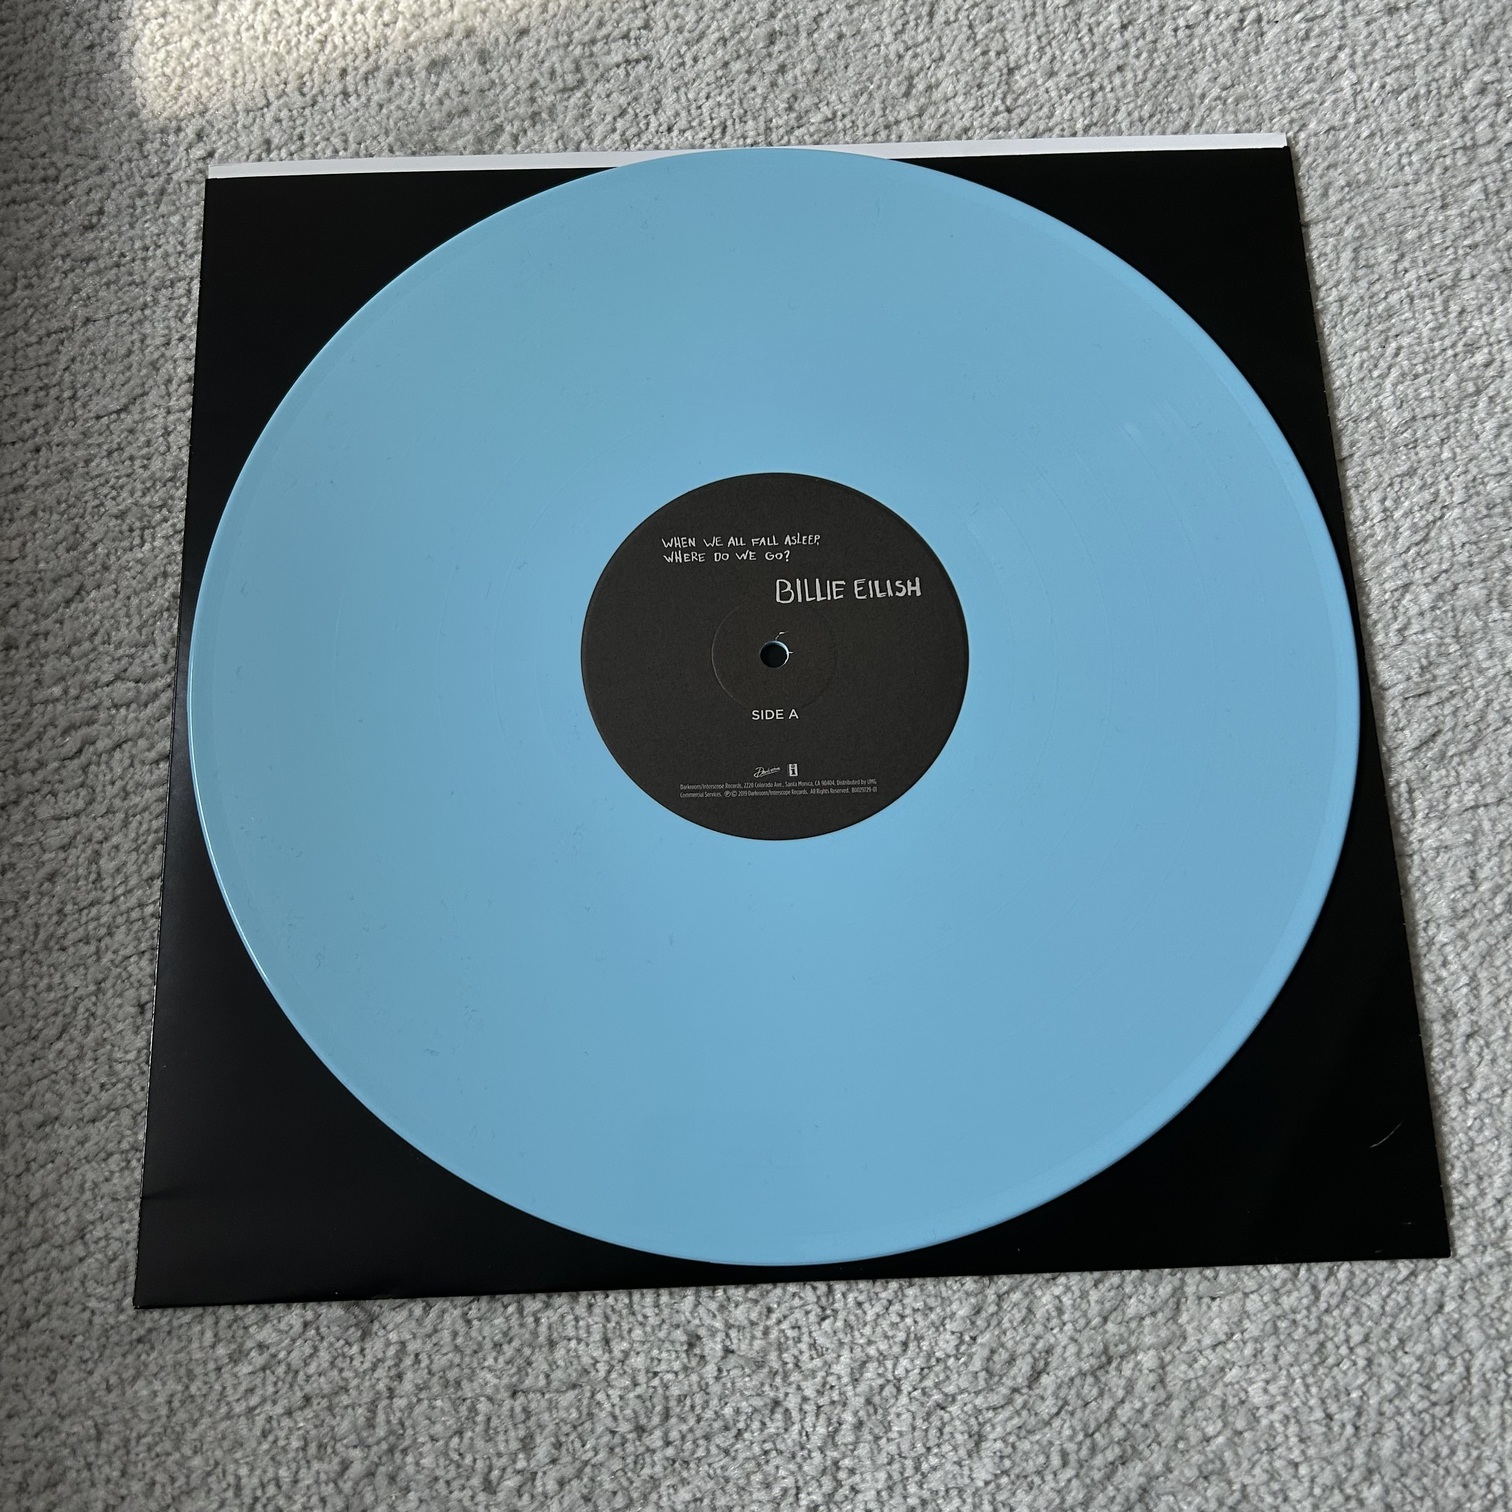 WHEN WE ALL FALL ASLEEP,
WHERE DO WE GO?
BILLIE EILISH
SIDE A
Darkroom
Darkroom/Interscope Records, 2220 Colorado Ave., Santa Monica, CA 90404. Distributed by UMG
Commercial Services. ℗© 2019 Darkroom/Interscope Records. All Rights Reserved.